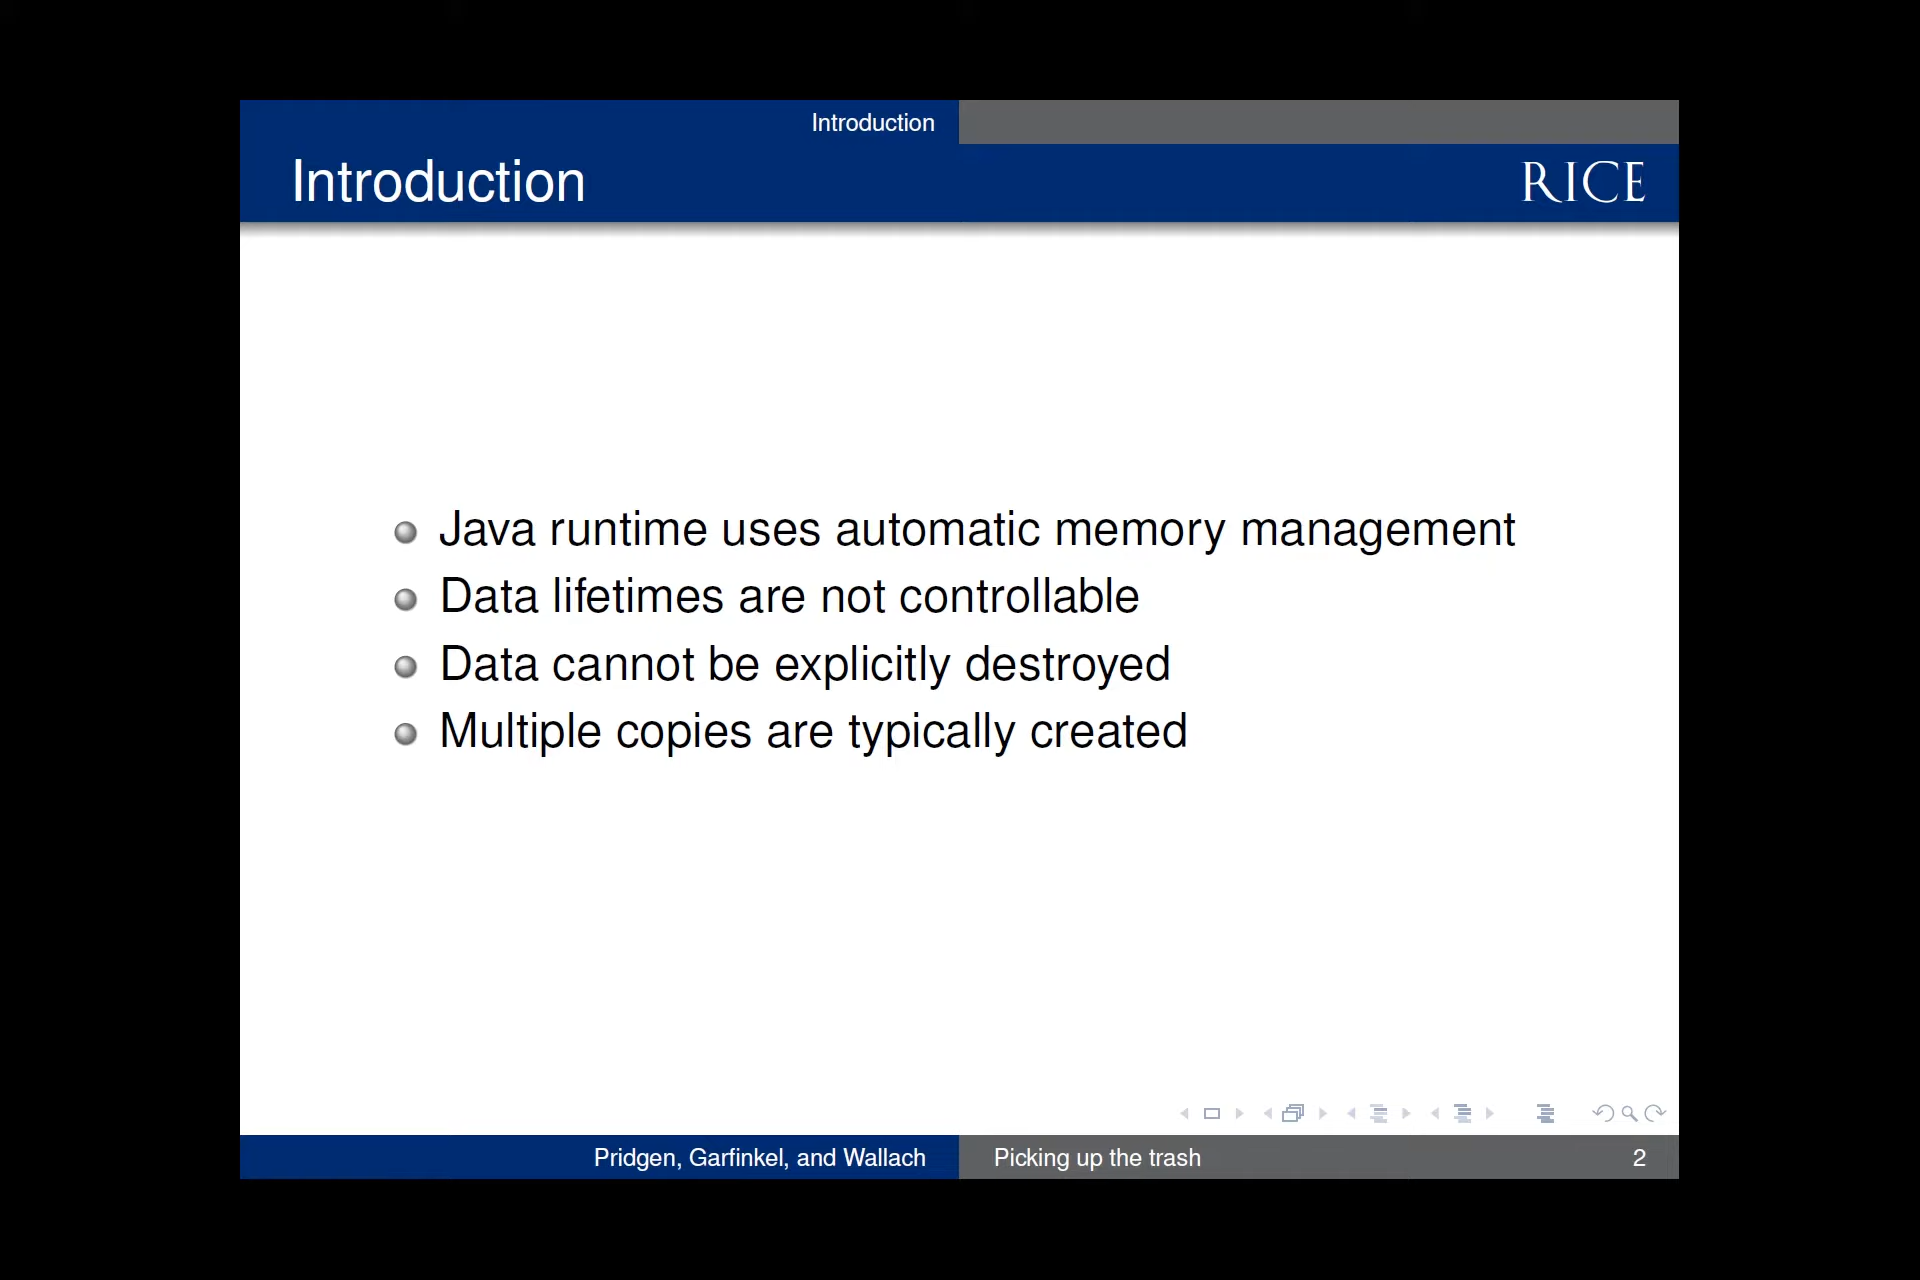 Introduction
Introduction
RICE
Java runtime uses automatic memory management
Data lifetimes are not controllable
Data cannot be explicitly destroyed
Multiple copies are typically created
Pridgen, Garfinkel, and Wallach
Picking up the trash
2